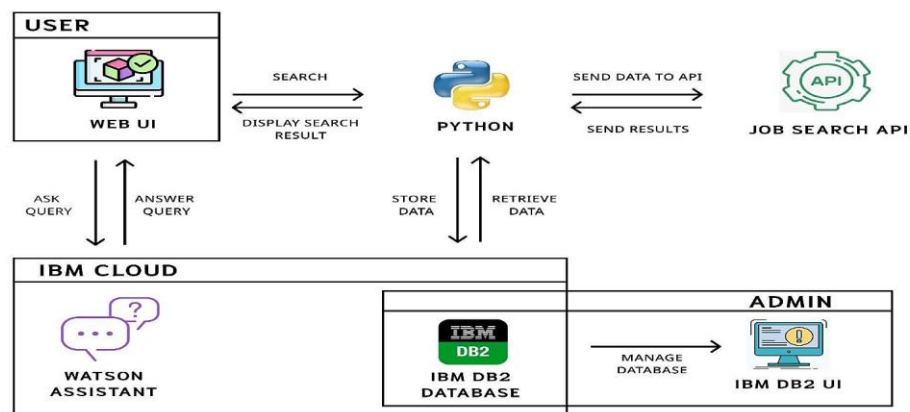 USER
WEB UI
SEARCH
DISPLAY SEARCH
RESULT
PYTHON
SEND DATA TO API
SEND RESULTS
API
JOB SEARCH API
ASK
QUERY
ANSWER
QUERY
STORE
DATA
RETRIEVE
DATA
IBM CLOUD
?
WATSON
ASSISTANT
ADMIN
IBM
DB2
IBM DB2
DATABASE
MANAGE
DATABASE
IBM DB2 UI